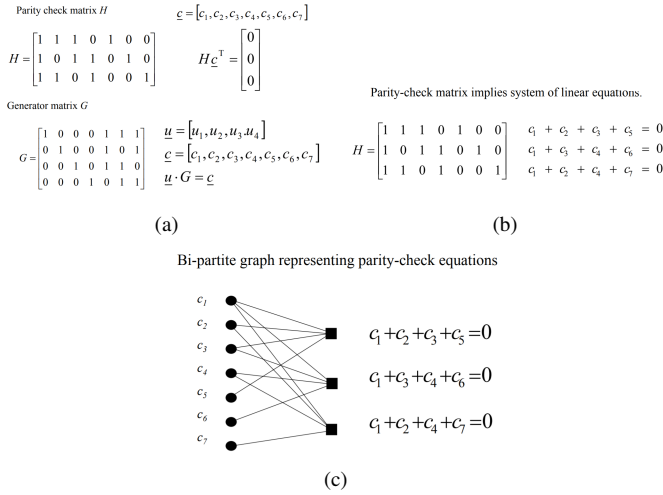 Parity check matrix H
c = [c₁, c₂, c₃, c₄, c₅, c₆, c₇]
H = [1 1 1 0 1 0 0
1 0 1 1 0 1 0
1 1 0 1 0 0 1]
H cᵀ = [0
0
0]
Generator matrix G
G = [1 0 0 0 1 1 1
0 1 0 0 1 0 1
0 0 1 0 1 1 0
0 0 0 1 0 1 1]
u = [u₁, u₂, u₃.u₄]
c = [c₁, c₂, c₃, c₄, c₅, c₆, c₇]
u · G = c
(a)
Parity-check matrix implies system of linear equations.
H = [1 1 1 0 1 0 0
1 0 1 1 0 1 0
1 1 0 1 0 0 1]
c₁ + c₂ + c₃ + c₅ = 0
c₁ + c₃ + c₄ + c₆ = 0
c₁ + c₂ + c₄ + c₇ = 0
(b)
Bi-partite graph representing parity-check equations
c₁
c₂
c₃
c₄
c₅
c₆
c₇
c₁+c₂+c₃+c₅=0
c₁+c₃+c₄+c₆=0
c₁+c₂+c₄+c₇=0
(c)